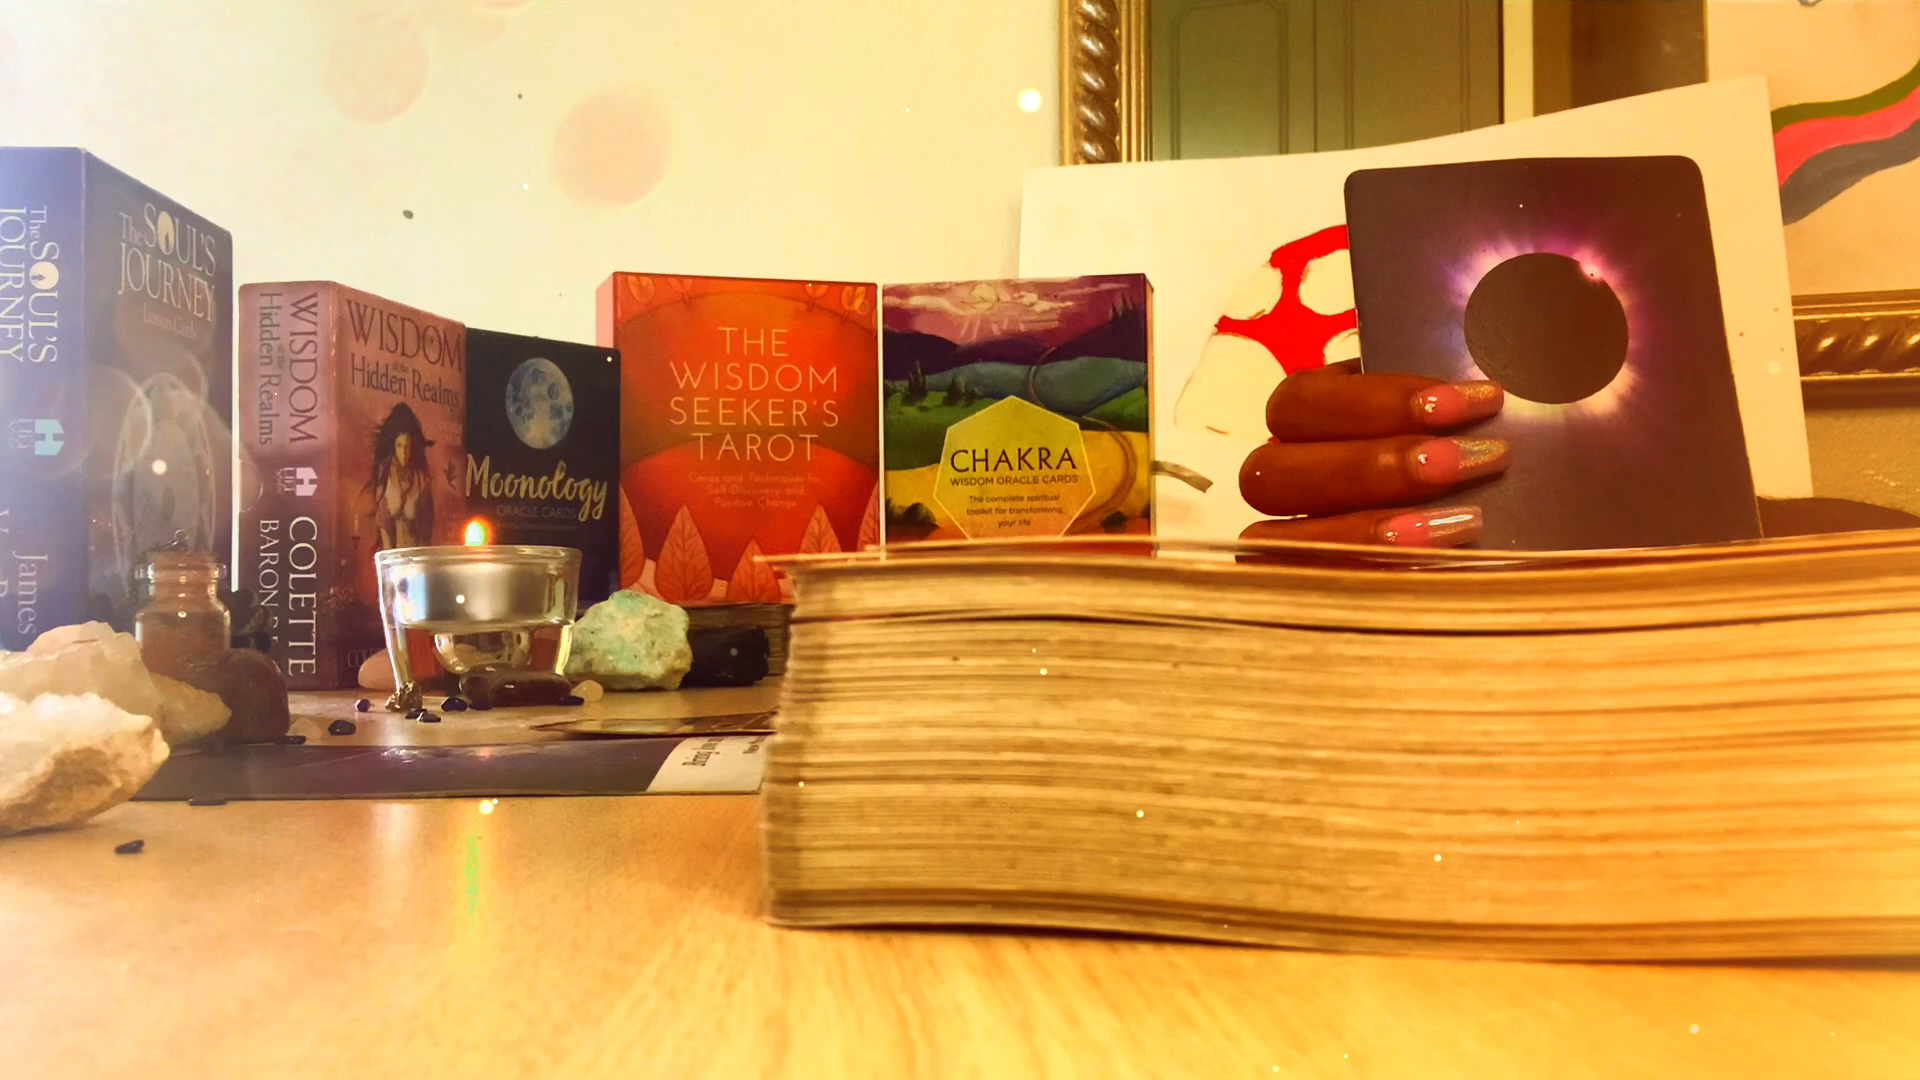 The
SOUL'S
JOURNEY
The
SOUL'S
JOURNEY
Lesson Cards
James
WISDOM
of the
Hidden Realms
COLETTE
BARON
WISDOM
of the
Hidden Realms
Moonology
ORACLE CARDS
THE
WISDOM
SEEKER'S
TAROT
Cards and Techniques for
Self-Discovery and
Positive Change
CHAKRA
WISDOM ORACLE CARDS
The complete spiritual
toolkit for transforming
your life
Bring